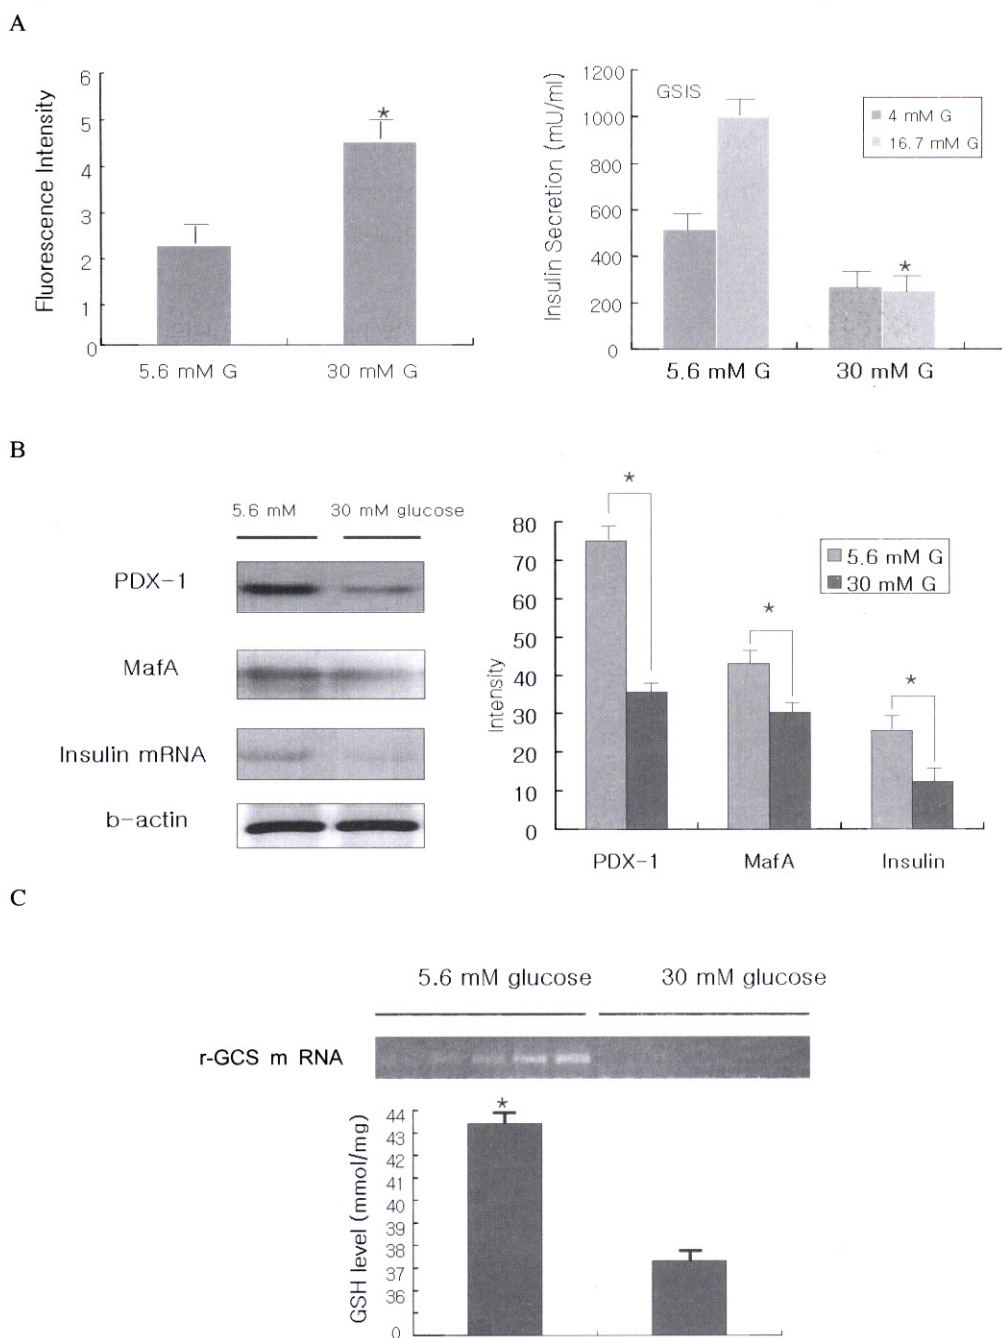 A
Fluorescence Intensity
6
5
4
3
2
1
0
*
5.6 mM G
30 mM G
Insulin Secretion (mU/ml)
1200
1000
800
600
400
200
0
GSIS
4 mM G
16.7 mM G
*
5.6 mM G
30 mM G
B
5.6 mM
30 mM glucose
PDX-1
MafA
Insulin mRNA
b-actin
Intensity
80
70
60
50
40
30
20
10
0
*
*
*
5.6 mM G
30 mM G
PDX-1
MafA
Insulin
C
5.6 mM glucose
30 mM glucose
r-GCS m RNA
GSH level (mmol/mg)
44
43
42
41
40
39
38
37
36
0
*